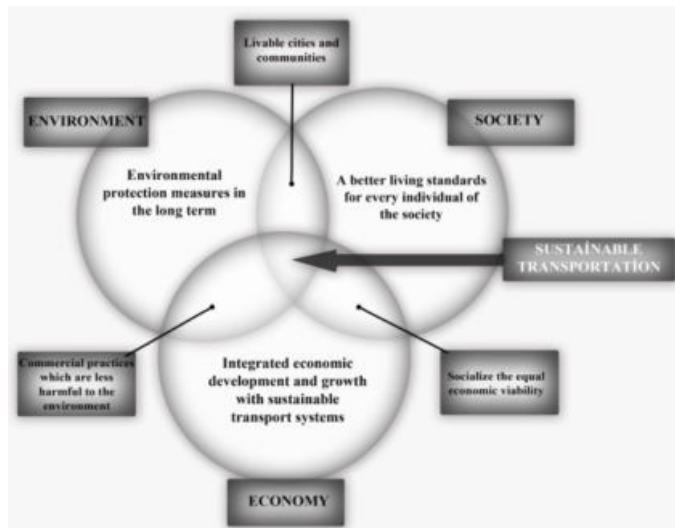 Livable cities and
communities
ENVIRONMENT
SOCIETY
Environmental
protection measures in
the long term
A better living standards
for every individual of
the society
SUSTAİNABLE
TRANSPORTATİON
Commercial practices
which are less
harmful to the
environment
Integrated economic
development and growth
with sustainable
transport systems
Socialize the equal
economic viability
ECONOMY